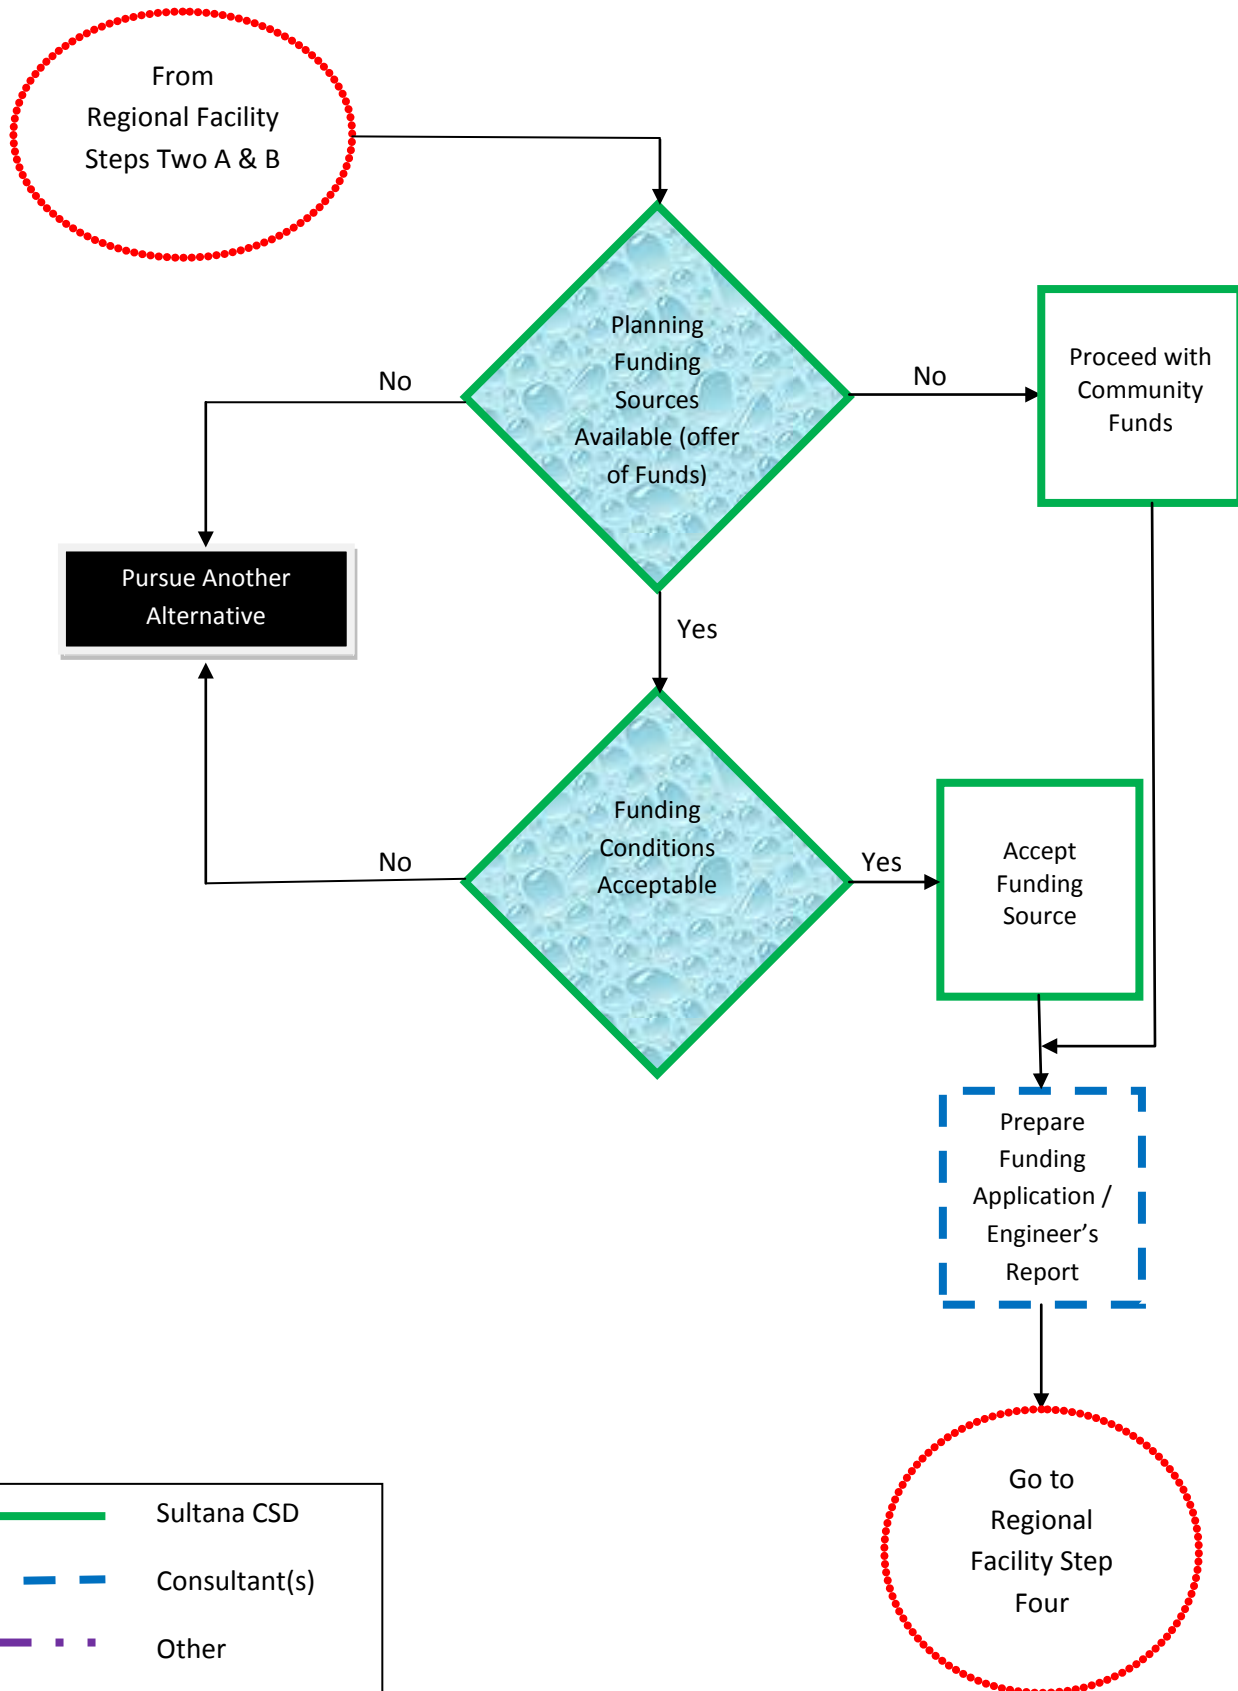 From
Regional Facility
Steps Two A & B
Planning
Funding
Sources
Available (offer
of Funds)
No
No
Proceed with
Community
Funds
Pursue Another
Alternative
Yes
Funding
Conditions
Acceptable
No
Yes
Accept
Funding
Source
Prepare
Funding
Application /
Engineer’s
Report
Go to
Regional
Facility Step
Four
Sultana CSD
Consultant(s)
Other